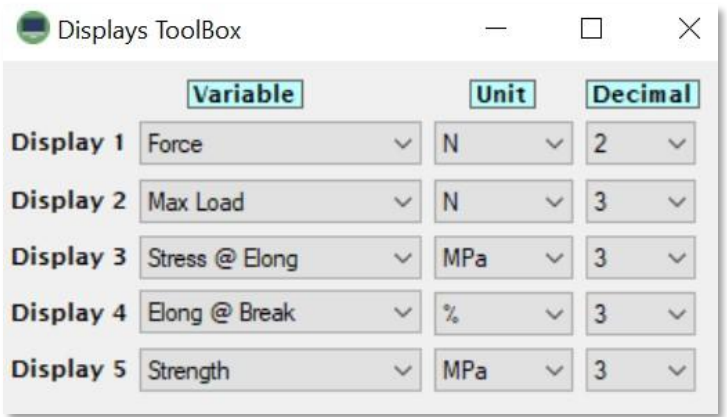 Displays ToolBox
Variable Unit Decimal
Display 1 Force N 2
Display 2 Max Load N 3
Display 3 Stress @ Elong MPa 3
Display 4 Elong @ Break % 3
Display 5 Strength MPa 3